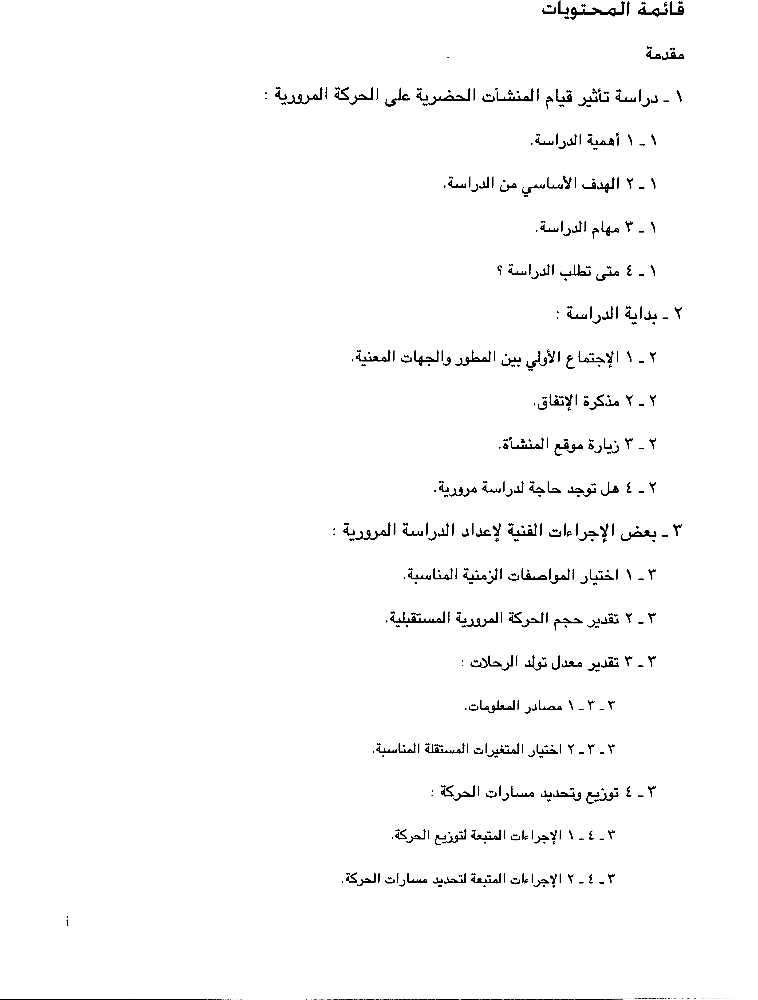 قائمة المحتويات
مقدمة
١ ـ دراسة تأثير قيام المنشآت الحضرية على الحركة المرورية :
١ ـ ١ أهمية الدراسة.
١ ـ ٢ الهدف الأساسي من الدراسة.
١ ـ ٣ مهام الدراسة.
١ ـ ٤ متى تطلب الدراسة ؟
٢ ـ بداية الدراسة :
٢ ـ ١ الإجتماع الأولي بين المطور والجهات المعنية.
٢ ـ ٢ مذكرة الإتفاق.
٢ ـ ٣ زيارة موقع المنشأة.
٢ ـ ٤ هل توجد حاجة لدراسة مرورية.
٣ ـ بعض الإجراءات الفنية لإعداد الدراسة المرورية :
٣ ـ ١ اختيار المواصفات الزمنية المناسبة.
٣ ـ ٢ تقدير حجم الحركة المرورية المستقبلية.
٣ ـ ٣ تقدير معدل تولد الرحلات :
٣ ـ ٣ ـ ١ مصادر المعلومات.
٣ ـ ٣ ـ ٢ اختيار المتغيرات المستقلة المناسبة.
٣ ـ ٤ توزيع وتحديد مسارات الحركة :
٣ ـ ٤ ـ ١ الإجراءات المتبعة لتوزيع الحركة.
٣ ـ ٤ ـ ٢ الإجراءات المتبعة لتحديد مسارات الحركة.
i